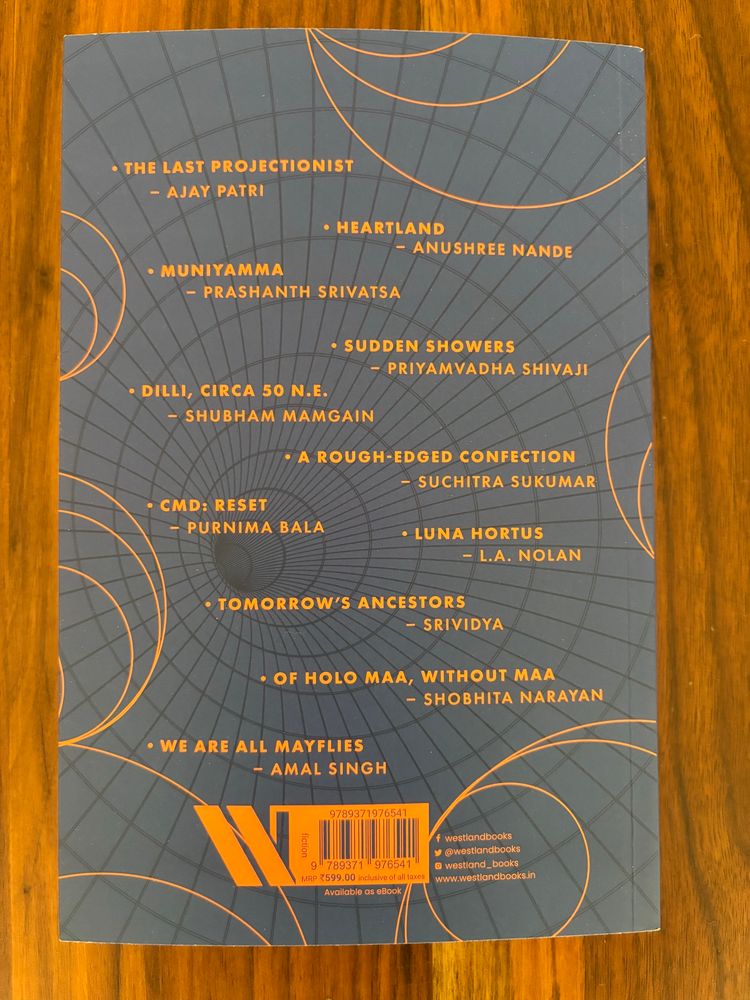 • THE LAST PROJECTIONIST
– AJAY PATRI
• HEARTLAND
– ANUSHREE NANDE
• MUNIYAMMA
– PRASHANTH SRIVATSA
• SUDDEN SHOWERS
– PRIYAMVADHA SHIVAJI
• DILLI, CIRCA 50 N.E.
– SHUBHAM MAMGAIN
• A ROUGH-EDGED CONFECTION
– SUCHITRA SUKUMAR
• CMD: RESET
– PURNIMA BALA
• LUNA HORTUS
– L.A. NOLAN
• TOMORROW'S ANCESTORS
– SRIVIDYA
• OF HOLO MAA, WITHOUT MAA
– SHOBHITA NARAYAN
• WE ARE ALL MAYFLIES
– AMAL SINGH
W
fiction
9789371976541
9 789371 976541
MRP ₹599.00 inclusive of all taxes
Available as eBook
westlandbooks
@westlandbooks
westland_books
www.westlandbooks.in